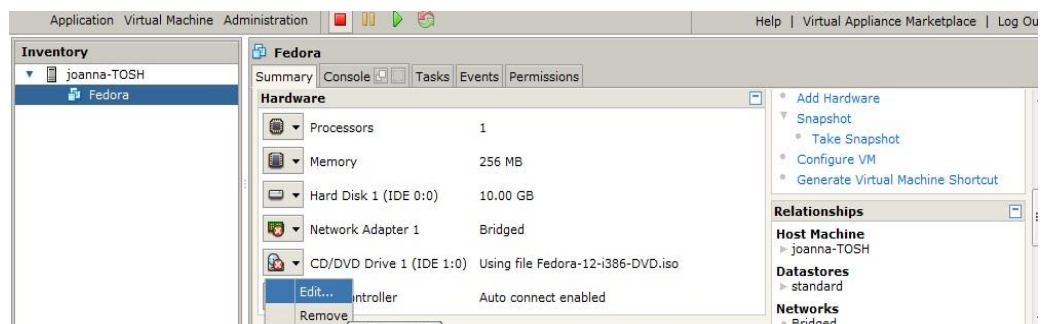 Application Virtual Machine Administration
Help | Virtual Appliance Marketplace | Log Ou
Inventory
joanna-TOSH
Fedora
Fedora
Summary Console Tasks Events Permissions
Hardware
Processors 1
Memory 256 MB
Hard Disk 1 (IDE 0:0) 10.00 GB
Network Adapter 1 Bridged
CD/DVD Drive 1 (IDE 1:0) Using file Fedora-12-i386-DVD.iso
ntroller Auto connect enabled
Edit...
Remove
Add Hardware
Snapshot
Take Snapshot
Configure VM
Generate Virtual Machine Shortcut
Relationships
Host Machine
joanna-TOSH
Datastores
standard
Networks
Bridged